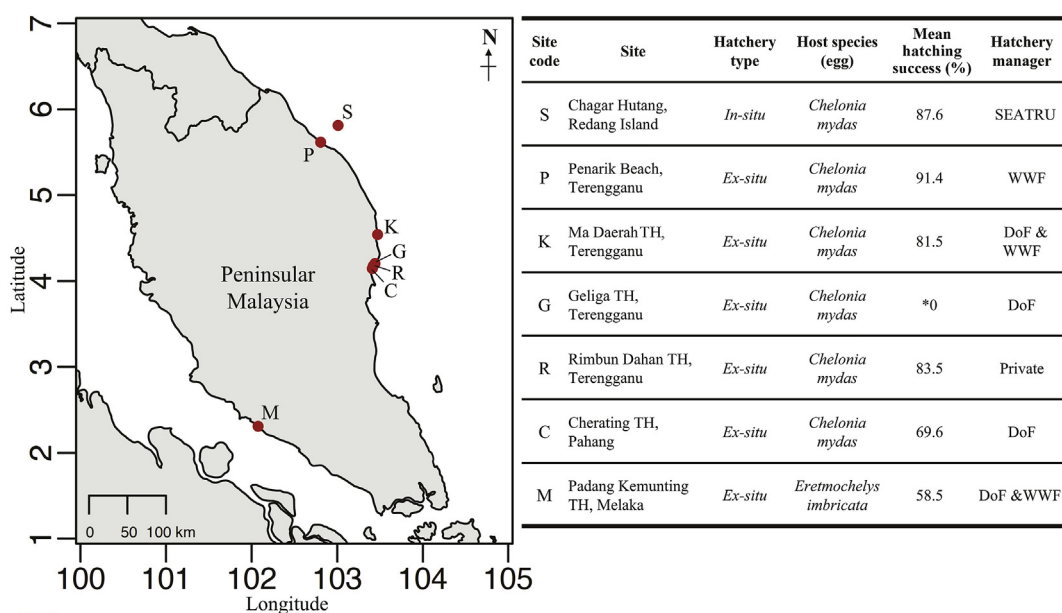 7
6
5
4
3
2
1
Latitude
N
S
P
K
G
R
C
M
Peninsular
Malaysia
0 50 100 km
100 101 102 103 104 105
Longitude
Site code Site Hatchery type Host species (egg) Mean hatching success (%) Hatchery manager
S Chagar Hutang, Redang Island In-situ Chelonia mydas 87.6 SEATRU
P Penarik Beach, Terengganu Ex-situ Chelonia mydas 91.4 WWF
K Ma Daerah TH, Terengganu Ex-situ Chelonia mydas 81.5 DoF & WWF
G Geliga TH, Terengganu Ex-situ Chelonia mydas *0 DoF
R Rimbun Dahan TH, Terengganu Ex-situ Chelonia mydas 83.5 Private
C Cherating TH, Pahang Ex-situ Chelonia mydas 69.6 DoF
M Padang Kemunting TH, Melaka Ex-situ Eretmochelys imbricata 58.5 DoF &WWF